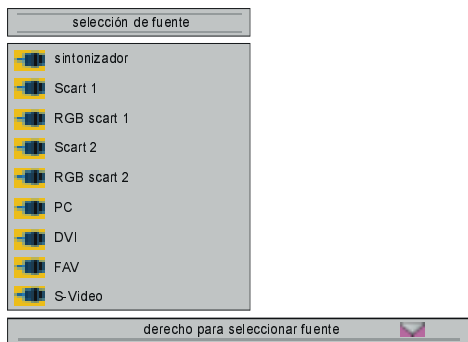 selección de fuente
sintonizador
Scart 1
RGB scart 1
Scart 2
RGB scart 2
PC
DVI
FAV
S-Video
derecho para seleccionar fuente